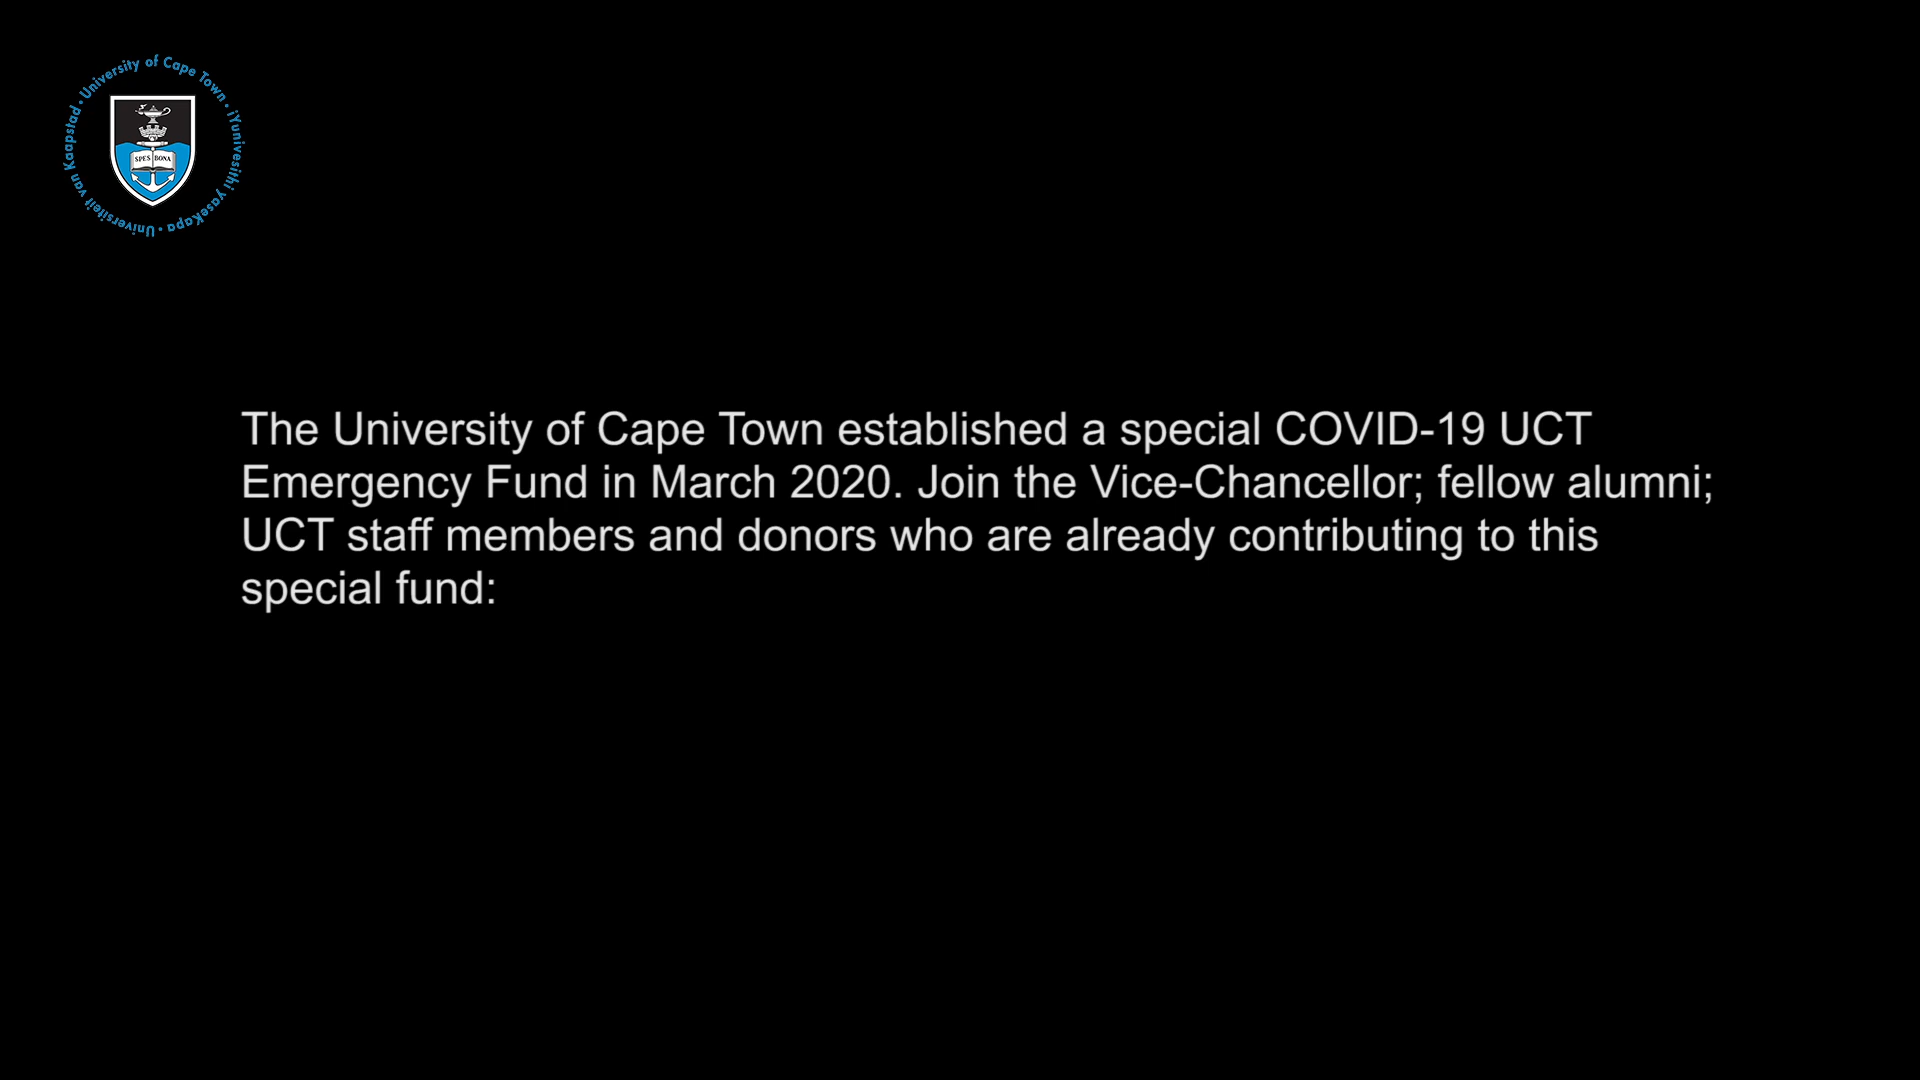 University of Cape Town • iYunivesithi yaseKapa • Universiteit van Kaapstad •
SPES BONA
The University of Cape Town established a special COVID-19 UCT
Emergency Fund in March 2020. Join the Vice-Chancellor; fellow alumni;
UCT staff members and donors who are already contributing to this
special fund: